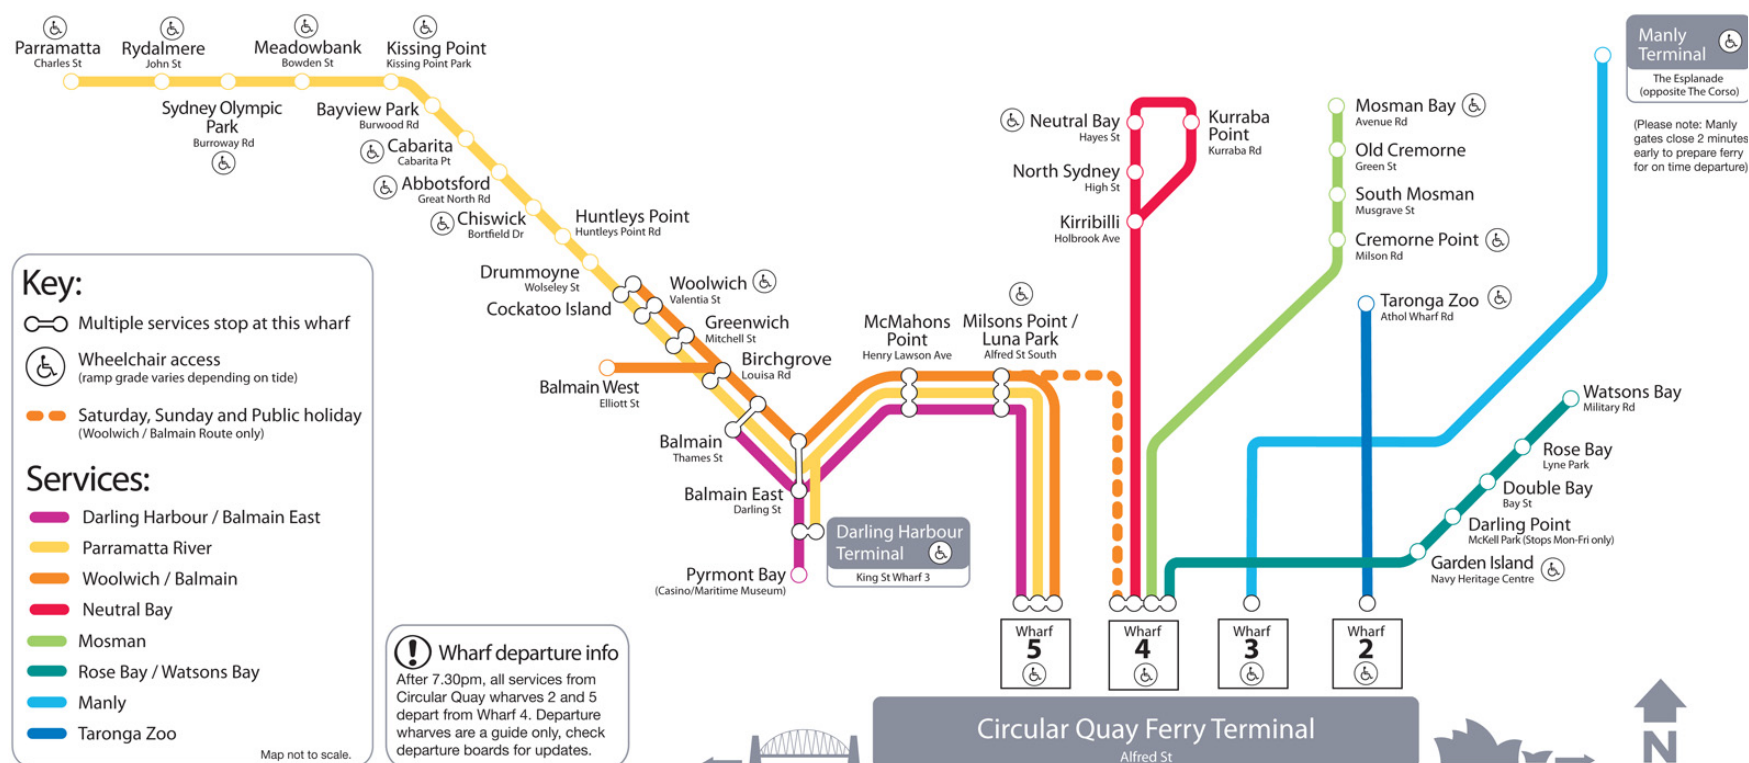 Parramatta
Charles St
Rydalmere
John St
Meadowbank
Bowden St
Kissing Point
Kissing Point Park
Sydney Olympic
Park
Burroway Rd
Bayview Park
Burwood Rd
Cabarita
Cabarita Pt
Abbotsford
Great North Rd
Chiswick
Bortfield Dr
Huntleys Point
Huntleys Point Rd
Drummoyne
Wolseley St
Cockatoo Island
Woolwich
Valentia St
Greenwich
Mitchell St
Birchgrove
Louisa Rd
Balmain West
Elliott St
Balmain
Thames St
Balmain East
Darling St
Darling Harbour
Terminal
King St Wharf 3
Pyrmont Bay
(Casino/Maritime Museum)
McMahons
Point
Henry Lawson Ave
Milsons Point /
Luna Park
Alfred St South
Neutral Bay
Hayes St
Kurraba
Point
Kurraba Rd
North Sydney
High St
Kirribilli
Holbrook Ave
Mosman Bay
Avenue Rd
Old Cremorne
Green St
South Mosman
Musgrave St
Cremorne Point
Milson Rd
Taronga Zoo
Athol Wharf Rd
Manly
Terminal
The Esplanade
(opposite The Corso)
(Please note: Manly
gates close 2 minutes
early to prepare ferry
for on time departure)
Watsons Bay
Military Rd
Rose Bay
Lyne Park
Double Bay
Bay St
Darling Point
McKell Park (Stops Mon-Fri only)
Garden Island
Navy Heritage Centre
Key:
Multiple services stop at this wharf
Wheelchair access
(ramp grade varies depending on tide)
Saturday, Sunday and Public holiday
(Woolwich / Balmain Route only)
Services:
Darling Harbour / Balmain East
Parramatta River
Woolwich / Balmain
Neutral Bay
Mosman
Rose Bay / Watsons Bay
Manly
Taronga Zoo
Map not to scale.
Wharf departure info
After 7.30pm, all services from
Circular Quay wharves 2 and 5
depart from Wharf 4. Departure
wharves are a guide only, check
departure boards for updates.
Wharf
5
Wharf
4
Wharf
3
Wharf
2
Circular Quay Ferry Terminal
Alfred St
N